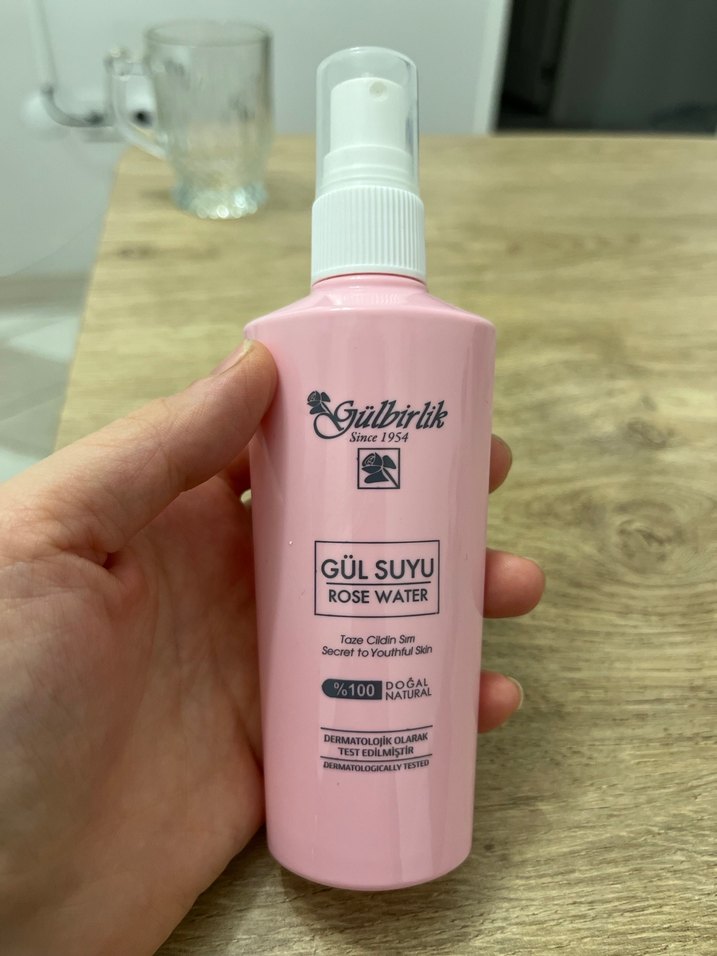 Gülbirlik
Since 1954
GÜL SUYU
ROSE WATER
Taze Cildin Sırrı
Secret to Youthful Skin
%100 DOĞAL
NATURAL
DERMATOLOJİK OLARAK
TEST EDİLMİŞTİR
DERMATOLOGICALLY TESTED